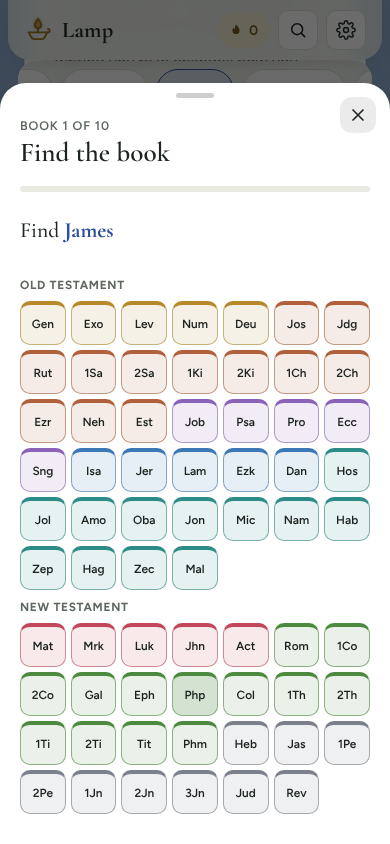 Lamp
0
BOOK 1 OF 10
Find the book
Find James
OLD TESTAMENT
Gen Exo Lev Num Deu Jos Jdg
Rut 1Sa 2Sa 1Ki 2Ki 1Ch 2Ch
Ezr Neh Est Job Psa Pro Ecc
Sng Isa Jer Lam Ezk Dan Hos
Jol Amo Oba Jon Mic Nam Hab
Zep Hag Zec Mal
NEW TESTAMENT
Mat Mrk Luk Jhn Act Rom 1Co
2Co Gal Eph Php Col 1Th 2Th
1Ti 2Ti Tit Phm Heb Jas 1Pe
2Pe 1Jn 2Jn 3Jn Jud Rev